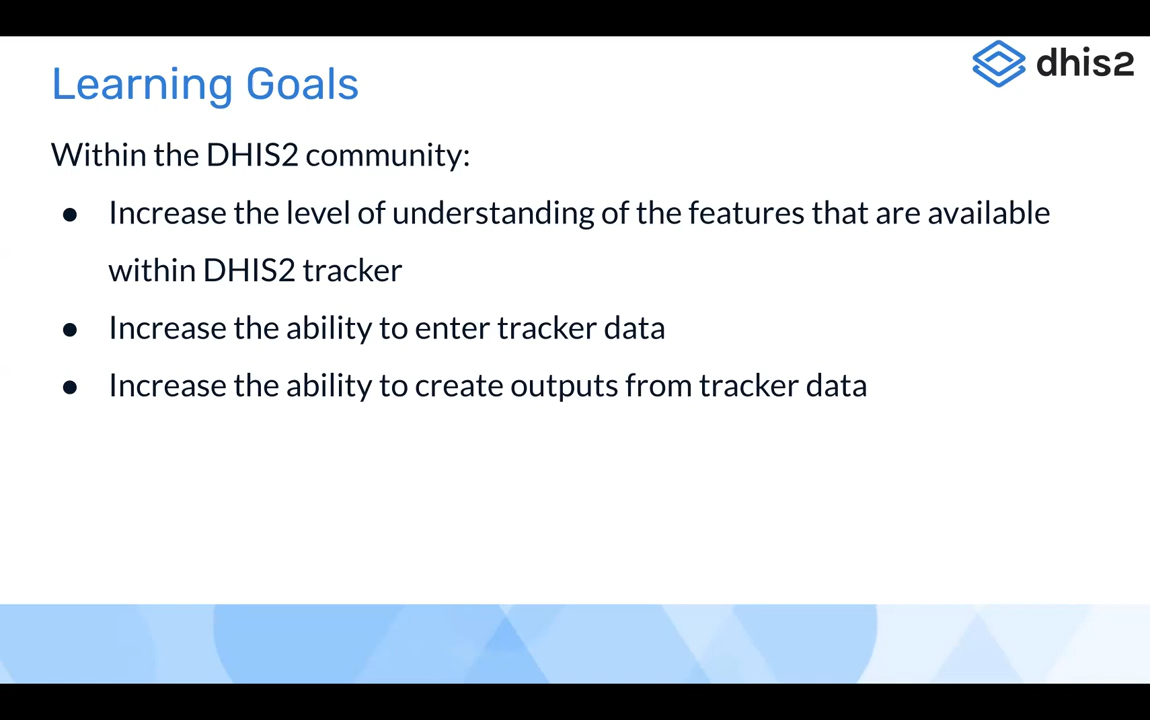 dhis2
Learning Goals
Within the DHIS2 community:
● Increase the level of understanding of the features that are available
within DHIS2 tracker
● Increase the ability to enter tracker data
● Increase the ability to create outputs from tracker data